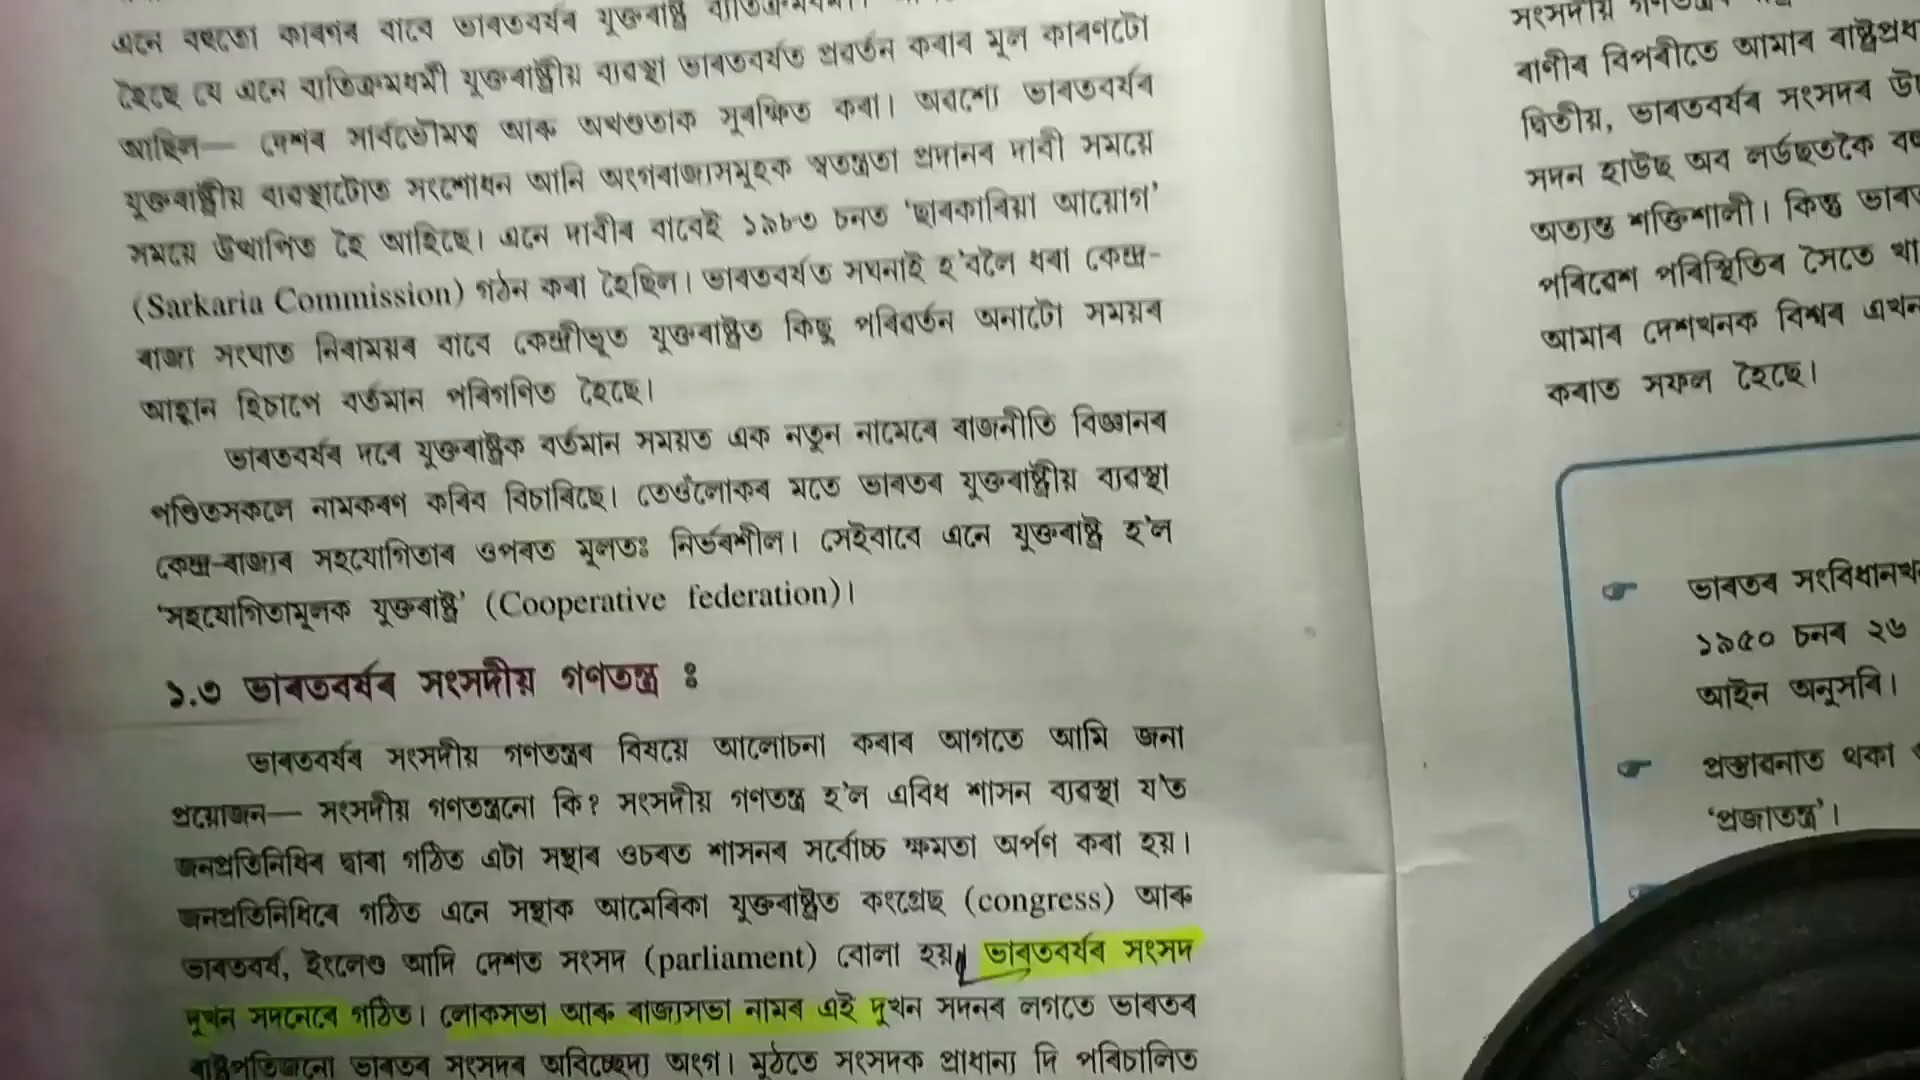 এনে বহুতো কাৰণৰ বাবে ভাৰতবৰ্ষৰ যুক্তৰাষ্ট্ৰ
হৈছে যে এনে ব্যতিক্ৰমধৰ্মী যুক্তৰাষ্ট্ৰীয় ব্যৱস্থা ভাৰতবৰ্ষত প্ৰৱৰ্তন কৰাৰ মূল কাৰণটো
আছিল— দেশৰ সাৰ্বভৌমত্ব আৰু অখণ্ডতাক সুৰক্ষিত কৰা। অৱশ্যে ভাৰতবৰ্ষৰ
যুক্তৰাষ্ট্ৰীয় ব্যৱস্থাটোত সংশোধন আনি অংগৰাজ্যসমূহক স্বতন্ত্ৰতা প্ৰদানৰ দাবী সময়ে
সময়ে উত্থাপিত হৈ আহিছে। এনে দাবীৰ বাবেই ১৯৮৩ চনত ‘ছাৰকাৰিয়া আয়োগ’
(Sarkaria Commission) গঠন কৰা হৈছিল। ভাৰতবৰ্ষত সঘনাই হ’বলৈ ধৰা কেন্দ্ৰ-
ৰাজ্য সংঘাত নিৰাময়ৰ বাবে কেন্দ্ৰীভূত যুক্তৰাষ্ট্ৰত কিছু পৰিৱৰ্তন অনাটো সময়ৰ
আহ্বান হিচাপে বৰ্তমান পৰিগণিত হৈছে।
ভাৰতবৰ্ষৰ দৰে যুক্তৰাষ্ট্ৰক বৰ্তমান সময়ত এক নতুন নামেৰে ৰাজনীতি বিজ্ঞানৰ
পণ্ডিতসকলে নামকৰণ কৰিব বিচাৰিছে। তেওঁলোকৰ মতে ভাৰতৰ যুক্তৰাষ্ট্ৰীয় ব্যৱস্থা
কেন্দ্ৰ-ৰাজ্যৰ সহযোগিতাৰ ওপৰত মূলতঃ নিৰ্ভৰশীল। সেইবাবে এনে যুক্তৰাষ্ট্ৰ হ’ল
‘সহযোগিতামূলক যুক্তৰাষ্ট্ৰ’ (Cooperative federation)।
১.৩ ভাৰতবৰ্ষৰ সংসদীয় গণতন্ত্ৰ ঃ
ভাৰতবৰ্ষৰ সংসদীয় গণতন্ত্ৰৰ বিষয়ে আলোচনা কৰাৰ আগতে আমি জনা
প্ৰয়োজন— সংসদীয় গণতন্ত্ৰনো কি? সংসদীয় গণতন্ত্ৰ হ’ল এবিধ শাসন ব্যৱস্থা য’ত
জনপ্ৰতিনিধিৰ দ্বাৰা গঠিত এটা সন্থাৰ ওচৰত শাসনৰ সৰ্বোচ্চ ক্ষমতা অৰ্পণ কৰা হয়।
জনপ্ৰতিনিধিৰে গঠিত এনে সন্থাক আমেৰিকা যুক্তৰাষ্ট্ৰত কংগ্ৰেছ (congress) আৰু
ভাৰতবৰ্ষ, ইংলেণ্ড আদি দেশত সংসদ (parliament) বোলা হয়। ভাৰতবৰ্ষৰ সংসদ
দুখন সদনেৰে গঠিত। লোকসভা আৰু ৰাজ্যসভা নামৰ এই দুখন সদনৰ লগতে ভাৰতৰ
ৰাষ্ট্ৰপতিজনো ভাৰতৰ সংসদৰ অবিচ্ছেদ্য অংগ। মুঠতে সংসদক প্ৰাধান্য দি পৰিচালিত
সংসদীয়
ৰাণীৰ বিপৰীতে আমাৰ ৰাষ্ট্ৰপ্ৰধ
দ্বিতীয়, ভাৰতবৰ্ষৰ সংসদৰ উ
সদন হাউছ অব লৰ্ডছতকৈ বহু
অত্যন্ত শক্তিশালী। কিন্তু ভাৰত
পৰিৱেশ পৰিস্থিতিৰ সৈতে খা
আমাৰ দেশখনক বিশ্বৰ এখন
কৰাত সফল হৈছে।
ভাৰতৰ সংবিধানখ
১৯৫০ চনৰ ২৬
আইন অনুসৰি।
প্ৰস্তাৱনাত থকা
‘প্ৰজাতন্ত্ৰ’।